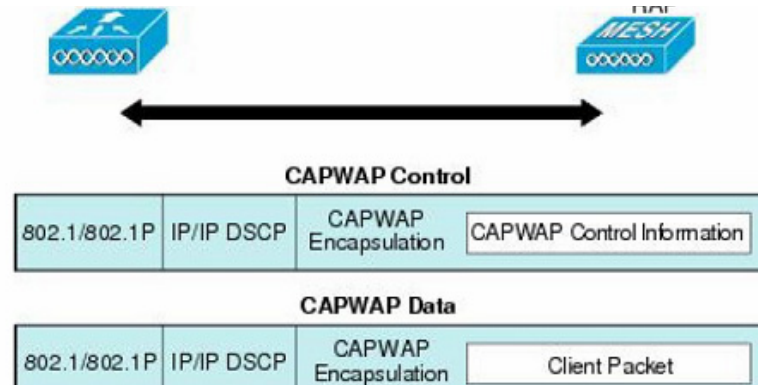 RAP
MESH
CAPWAP Control
802.1/802.1P IP/IP DSCP CAPWAP Encapsulation CAPWAP Control Information
CAPWAP Data
802.1/802.1P IP/IP DSCP CAPWAP Encapsulation Client Packet